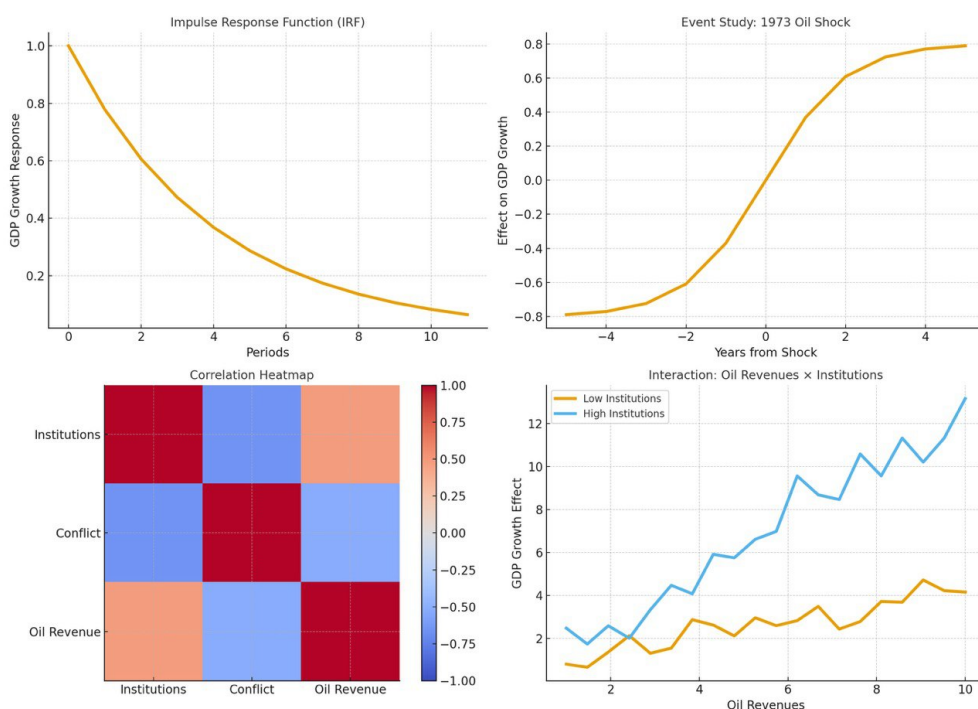 Impulse Response Function (IRF)
1.0
0.8
0.6
0.4
0.2
GDP Growth Response
0 2 4 6 8 10
Periods
Event Study: 1973 Oil Shock
0.8
0.6
0.4
0.2
0.0
−0.2
−0.4
−0.6
−0.8
Effect on GDP Growth
−4 −2 0 2 4
Years from Shock
Correlation Heatmap
Institutions
Conflict
Oil Revenue
Institutions Conflict Oil Revenue
1.00
0.75
0.50
0.25
0.00
−0.25
−0.50
−0.75
−1.00
Interaction: Oil Revenues × Institutions
Low Institutions
High Institutions
12
10
8
6
4
2
GDP Growth Effect
2 4 6 8 10
Oil Revenues